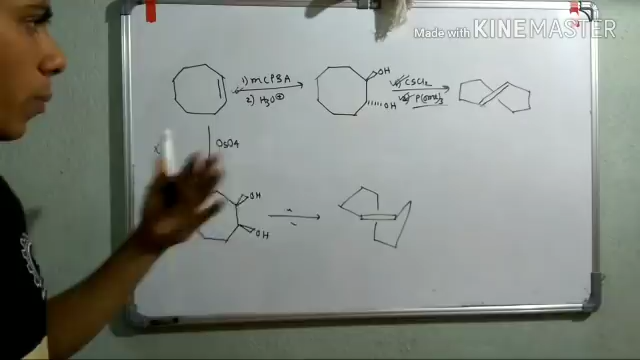 Made with KINEMASTER
1) mCPBA
2) H₃O⊕
OH
OH
CSCl₂
P(OMe)₃
OsO4
OH
OH